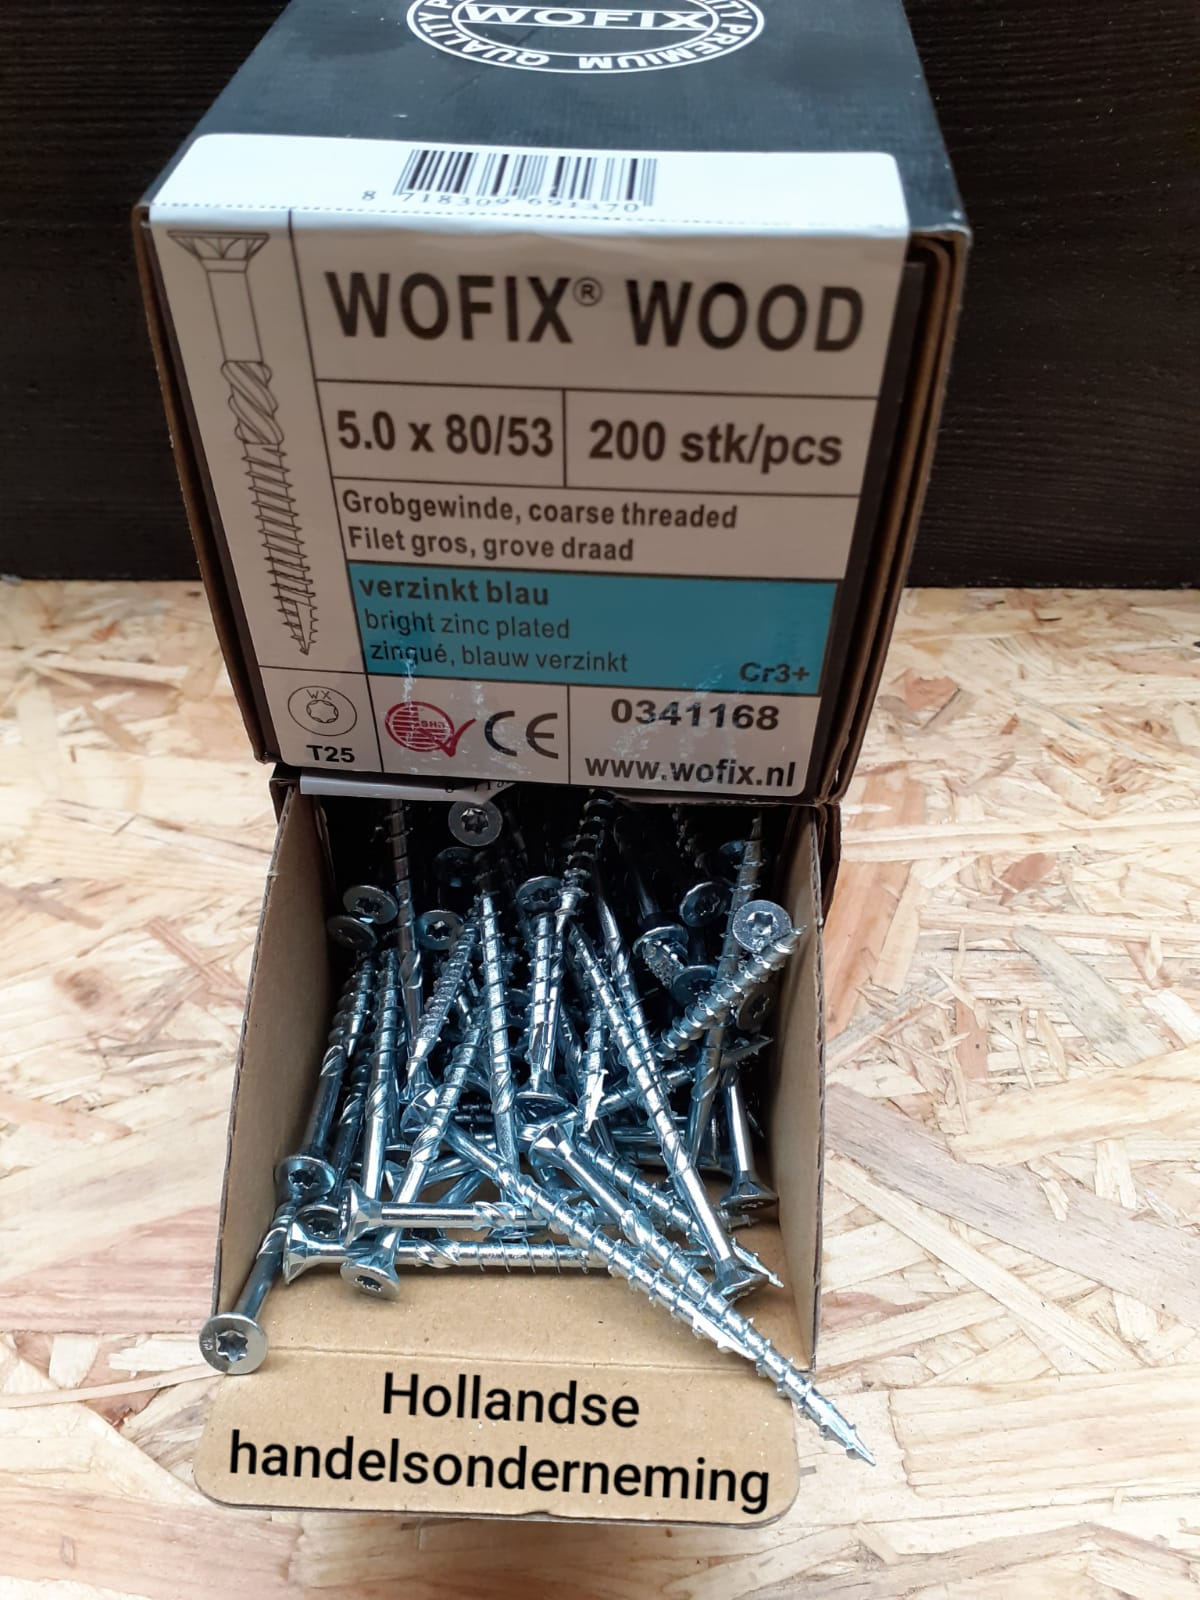 WOFIX
QUALITY PREMIUM QUALITY
8 718309 691370
WOFIX® WOOD
5.0 x 80/53
200 stk/pcs
Grobgewinde, coarse threaded
Filet gros, grove draad
verzinkt blau
bright zinc plated
zingué, blauw verzinkt
Cr3+
WX
T25
SHR
CE
0341168
www.wofix.nl
Hollandse
handelsonderneming